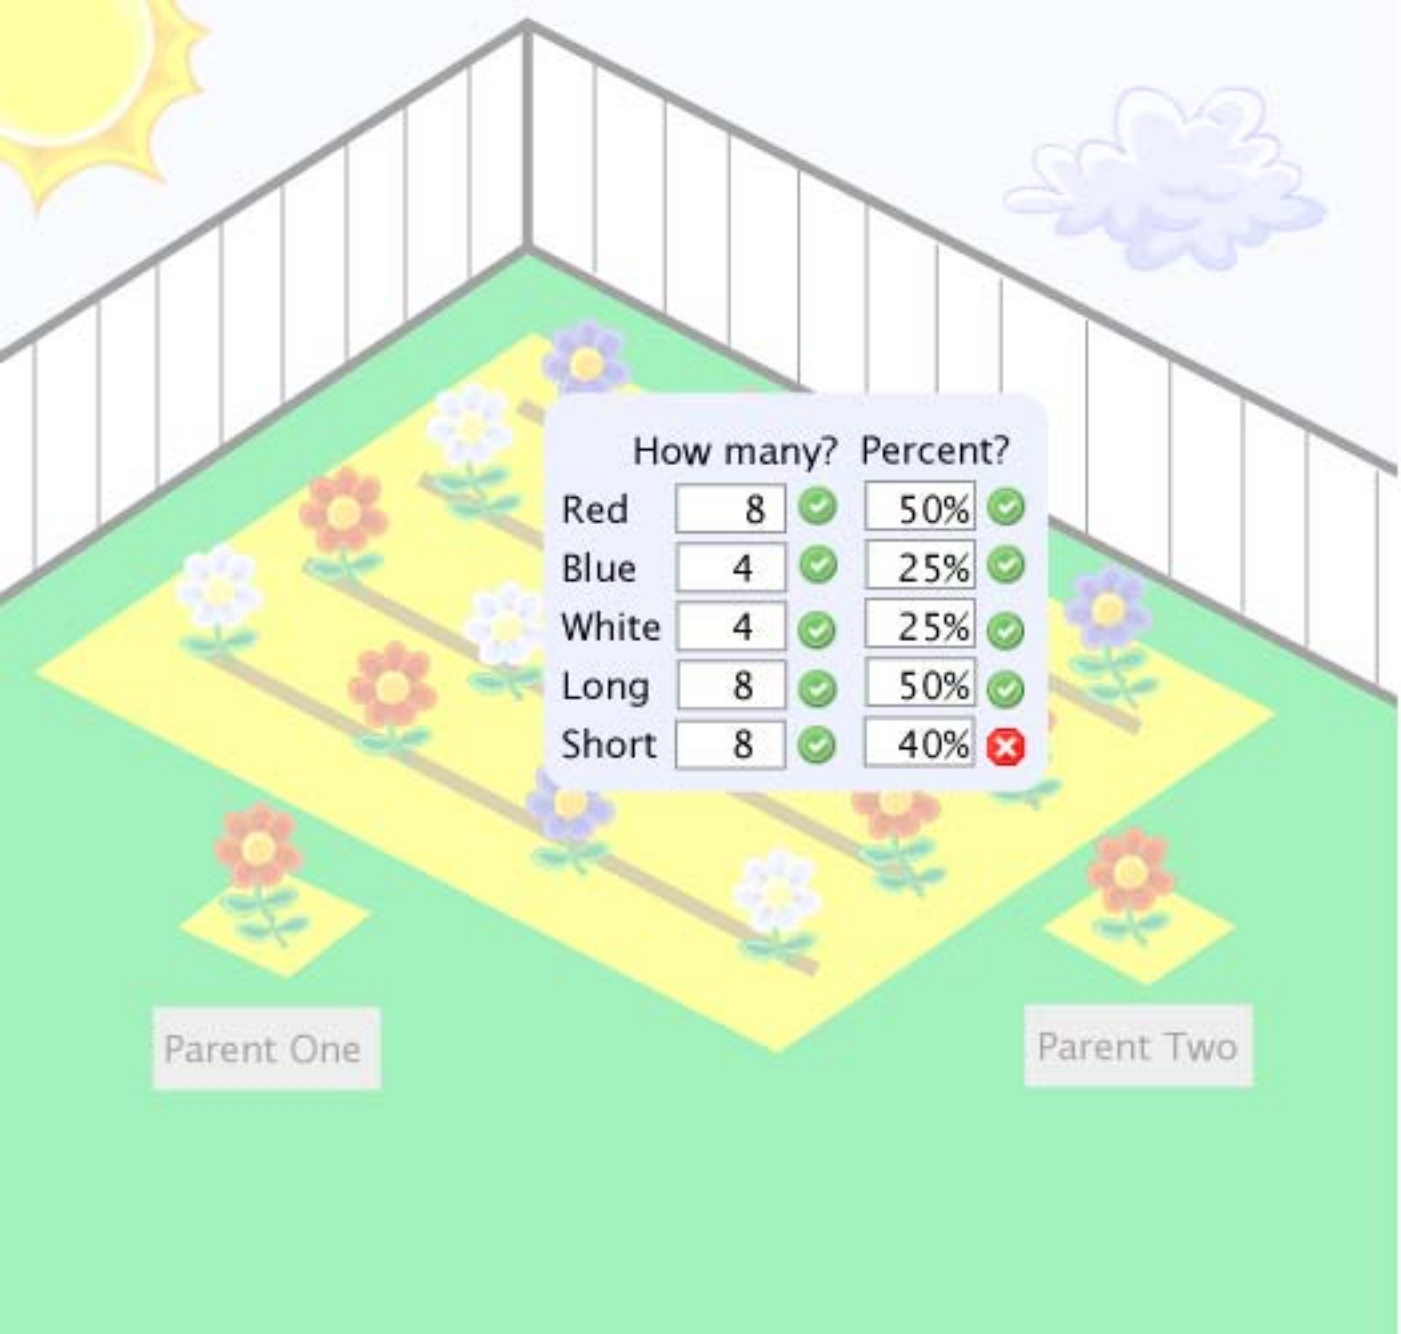 How many? Percent?
Red 8 50%
Blue 4 25%
White 4 25%
Long 8 50%
Short 8 40%
Parent One
Parent Two